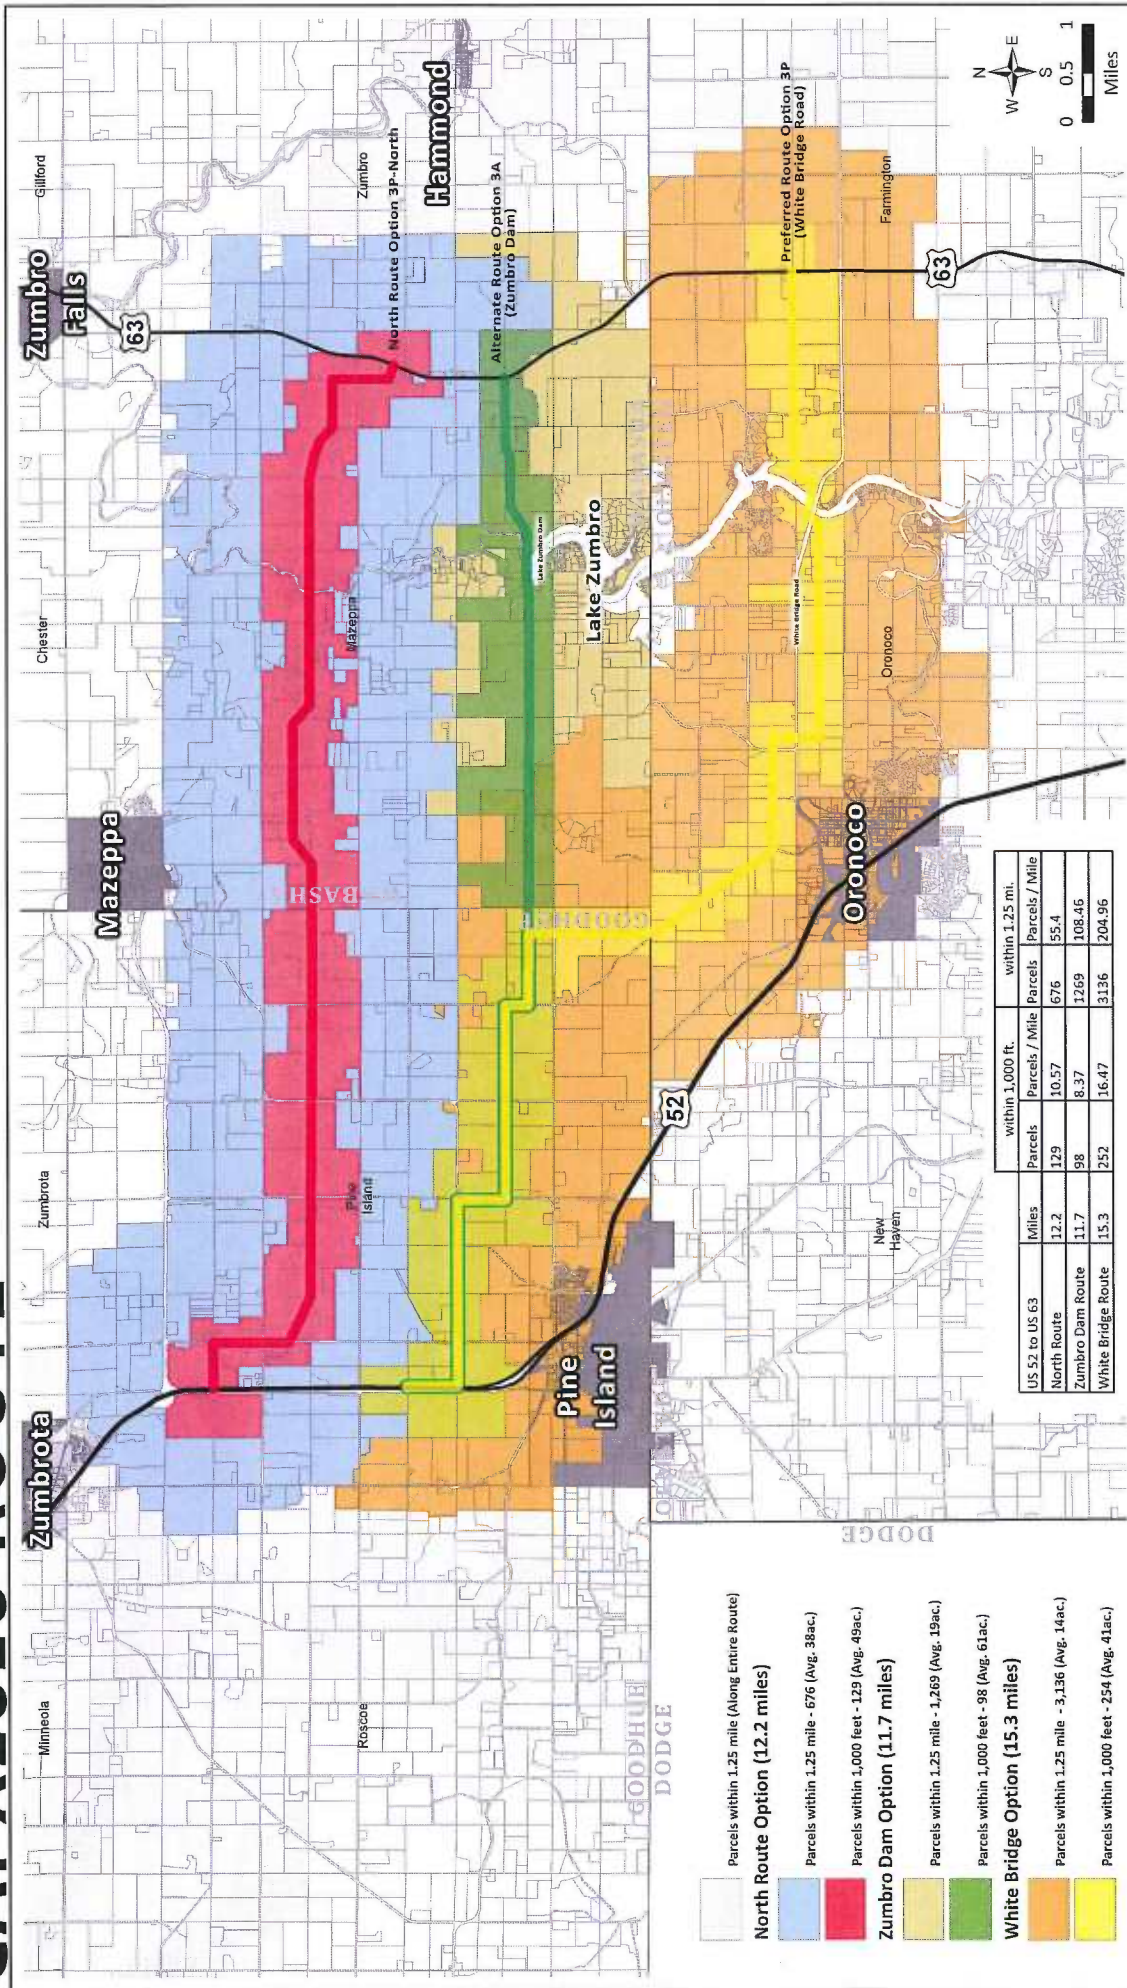 Zumbrota
Mazeppa
Zumbro
Falls
Minneola
Zumbrota
Chester
Gillford
63
Hammond
Zumbro
Roscoe
Pine
Island
Mazeppa
WABASHA
North Route Option 3P-North
Alternate Route Option 3A
(Zumbro Dam)
Lake Zumbro Dam
Lake Zumbro
GOODHUE
Pine
Island
GOODHUE
DODGE
52
DODGE
Oronoco
White Bridge Road
Oronoco
New
Haven
Preferred Route Option 3P
(White Bridge Road)
Farmington
63
N
W
E
S
0 0.5 1
Miles
Parcels within 1.25 mile (Along Entire Route)
North Route Option (12.2 miles)
Parcels within 1.25 mile - 676 (Avg. 38ac.)
Parcels within 1,000 feet - 129 (Avg. 49ac.)
Zumbro Dam Option (11.7 miles)
Parcels within 1.25 mile - 1,269 (Avg. 19ac.)
Parcels within 1,000 feet - 98 (Avg. 61ac.)
White Bridge Option (15.3 miles)
Parcels within 1.25 mile - 3,136 (Avg. 14ac.)
Parcels within 1,000 feet - 254 (Avg. 41ac.)
within 1,000 ft. within 1.25 mi.
US 52 to US 63 Miles Parcels Parcels / Mile Parcels Parcels / Mile
North Route 12.2 129 10.57 676 55.4
Zumbro Dam Route 11.7 98 8.37 1269 108.46
White Bridge Route 15.3 252 16.47 3136 204.96